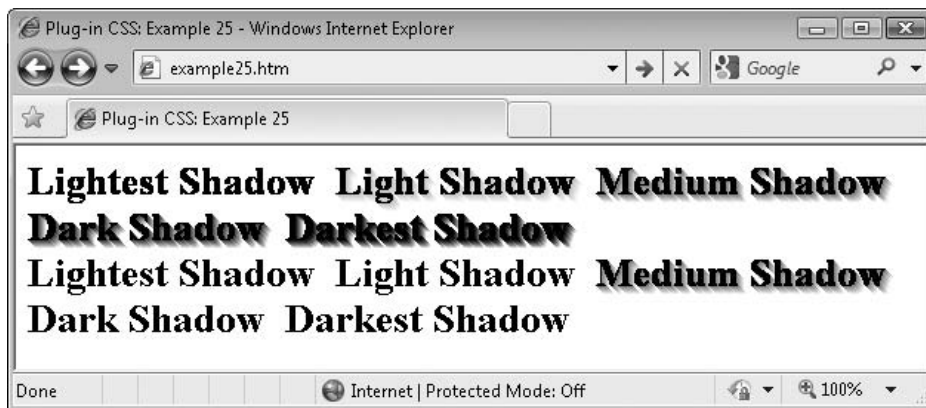 Plug-in CSS: Example 25 - Windows Internet Explorer
example25.htm
Google
Plug-in CSS: Example 25
Lightest Shadow Light Shadow Medium Shadow
Dark Shadow Darkest Shadow
Lightest Shadow Light Shadow Medium Shadow
Dark Shadow Darkest Shadow
Done
Internet | Protected Mode: Off
100%